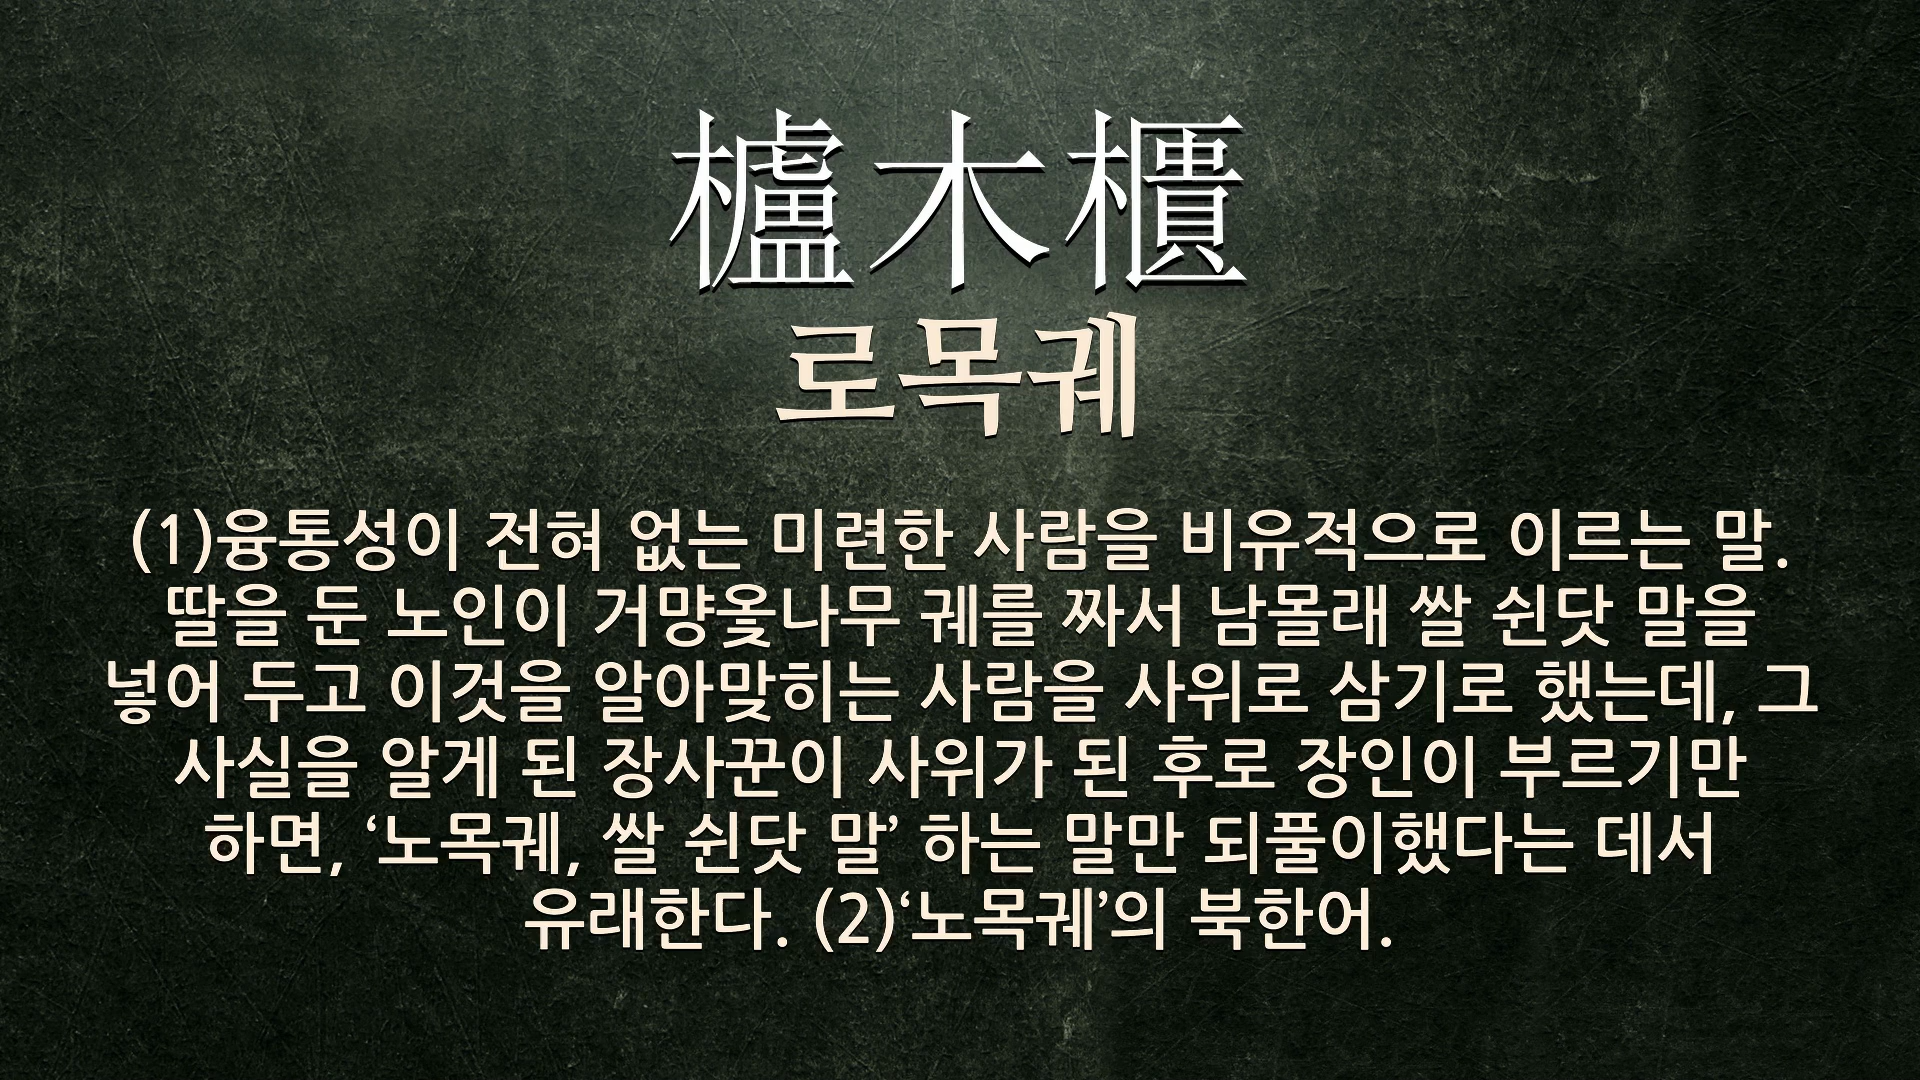 櫨木櫃
로목궤
(1)융통성이 전혀 없는 미련한 사람을 비유적으로 이르는 말.
딸을 둔 노인이 거먕옻나무 궤를 짜서 남몰래 쌀 쉰닷 말을
넣어 두고 이것을 알아맞히는 사람을 사위로 삼기로 했는데, 그
사실을 알게 된 장사꾼이 사위가 된 후로 장인이 부르기만
하면, ‘노목궤, 쌀 쉰닷 말’ 하는 말만 되풀이했다는 데서
유래한다. (2)‘노목궤’의 북한어.